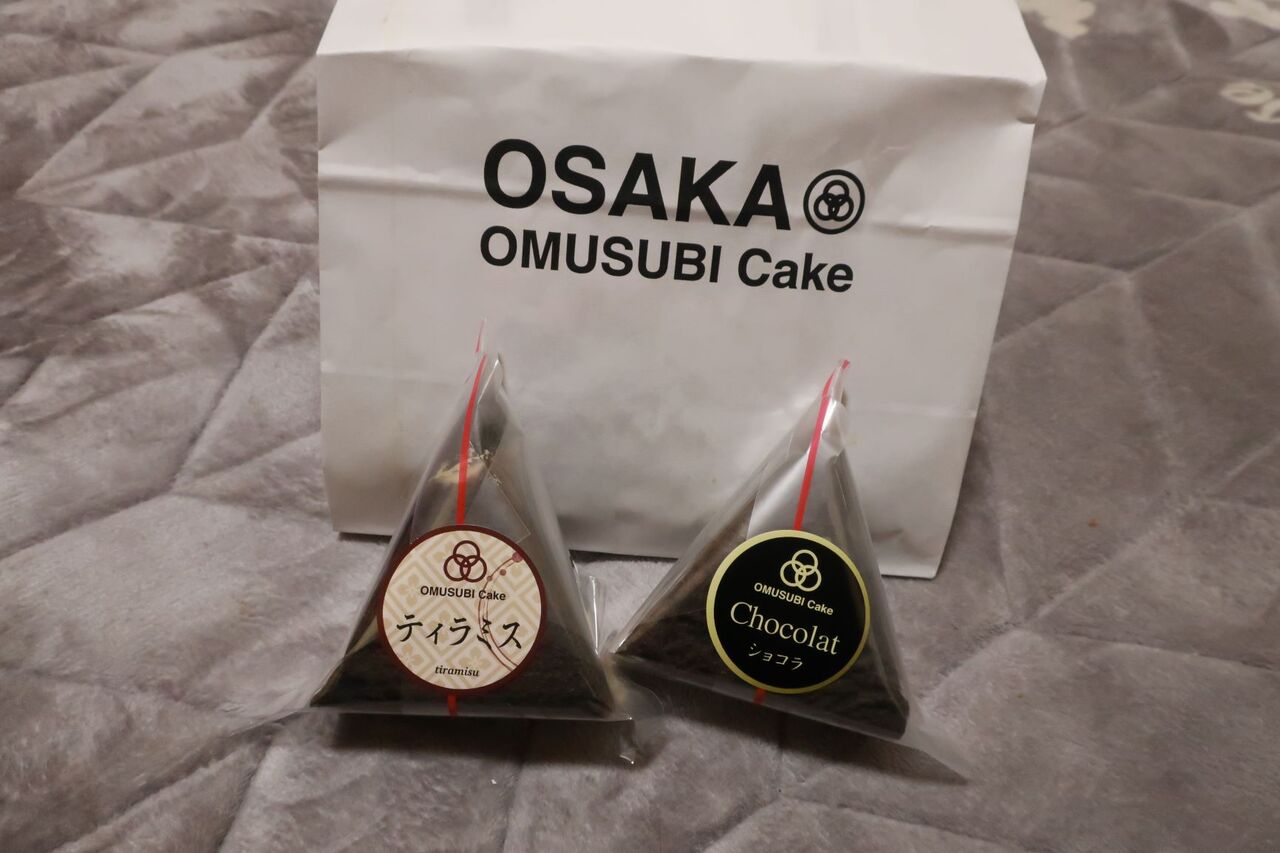 OSAKA
OMUSUBI Cake
OMUSUBI Cake
ティラミス
tiramisu
OMUSUBI Cake
Chocolat
ショコラ